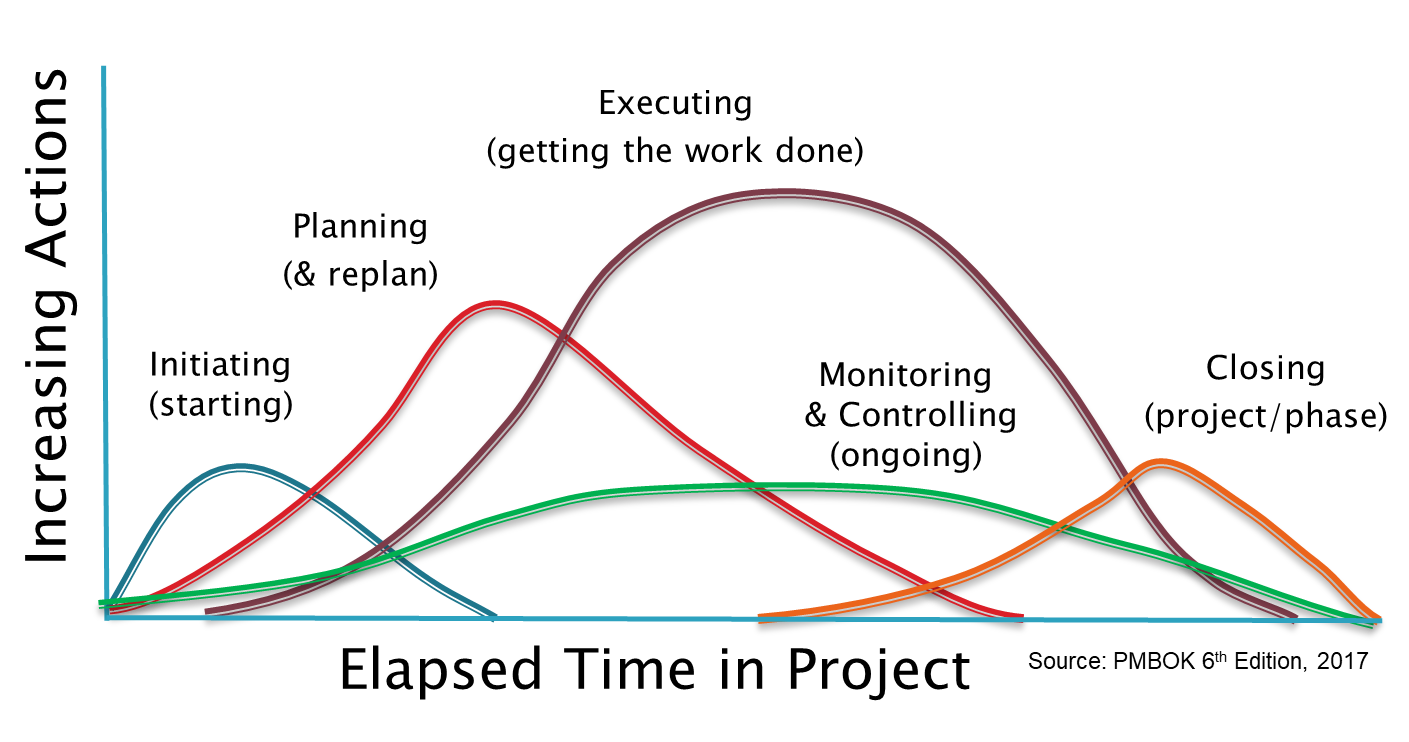 Increasing Actions
Executing
(getting the work done)
Planning
(& replan)
Initiating
(starting)
Monitoring
& Controlling
(ongoing)
Closing
(project/phase)
Elapsed Time in Project
Source: PMBOK 6th Edition, 2017